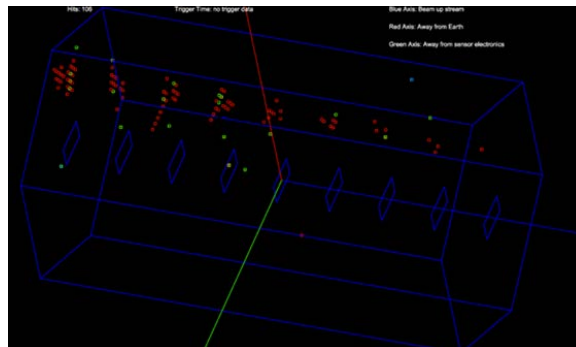 Hits: 106
Trigger Time: no trigger data
Blue Axis: Beam up stream
Red Axis: Away from Earth
Green Axis: Away from sensor electronics